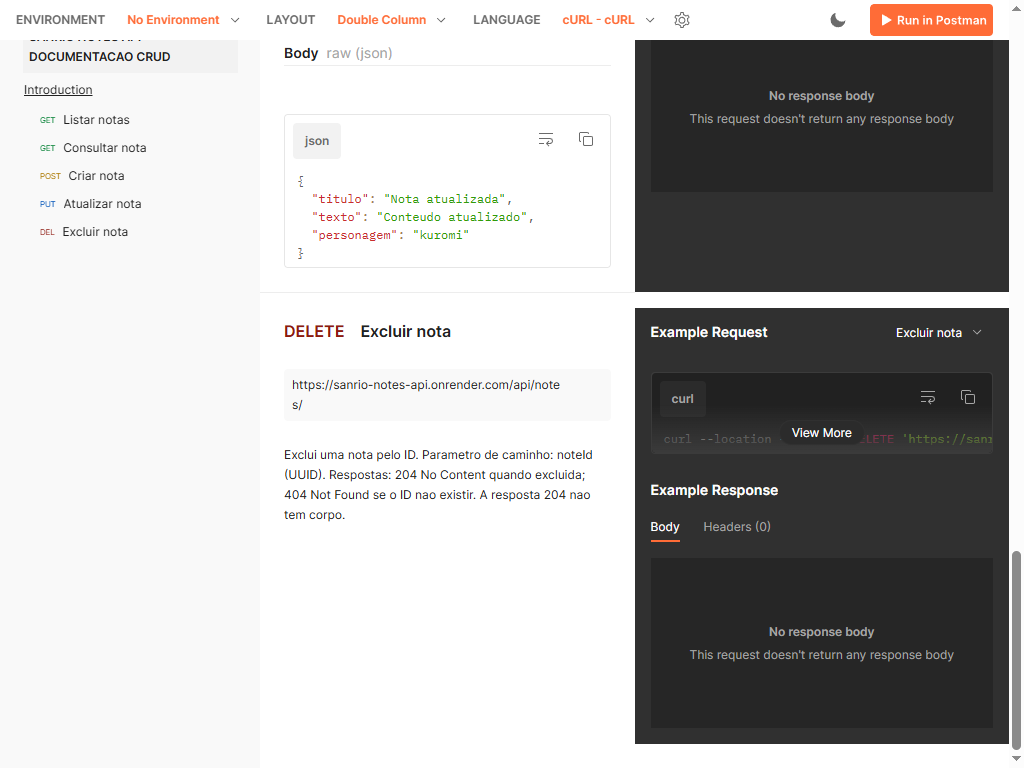 ENVIRONMENT No Environment LAYOUT Double Column LANGUAGE cURL - cURL Run in Postman
DOCUMENTACAO CRUD
Introduction
GET Listar notas
GET Consultar nota
POST Criar nota
PUT Atualizar nota
DEL Excluir nota
Body raw (json)
json
{
"titulo": "Nota atualizada",
"texto": "Conteudo atualizado",
"personagem": "kuromi"
}
No response body
This request doesn't return any response body
DELETE Excluir nota
https://sanrio-notes-api.onrender.com/api/note
s/
Exclui uma nota pelo ID. Parametro de caminho: noteId
(UUID). Respostas: 204 No Content quando excluida;
404 Not Found se o ID nao existir. A resposta 204 nao
tem corpo.
Example Request Excluir nota
curl
curl --location
View More
Example Response
Body Headers (0)
No response body
This request doesn't return any response body